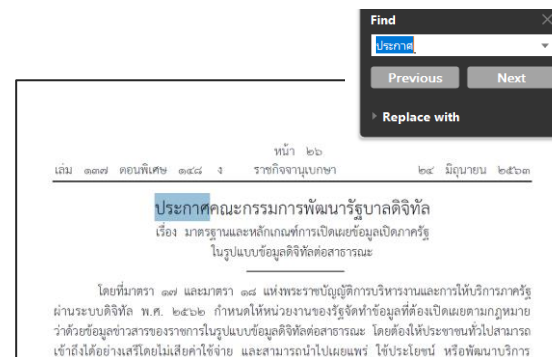 Find
ประกาศ
Previous
Next
Replace with
หน้า ๒๖
เล่ม ๑๓๗ ตอนพิเศษ ๑๔๘ ง ราชกิจจานุเบกษา ๒๔ มิถุนายน ๒๕๖๓
ประกาศคณะกรรมการพัฒนารัฐบาลดิจิทัล
เรื่อง มาตรฐานและหลักเกณฑ์การเปิดเผยข้อมูลเปิดภาครัฐ
ในรูปแบบข้อมูลดิจิทัลต่อสาธารณะ
โดยที่มาตรา ๑๗ และมาตรา ๑๘ แห่งพระราชบัญญัติการบริหารงานและการให้บริการภาครัฐ
ผ่านระบบดิจิทัล พ.ศ. ๒๕๖๒ กำหนดให้หน่วยงานของรัฐจัดทำข้อมูลที่ต้องเปิดเผยตามกฎหมาย
ว่าด้วยข้อมูลข่าวสารของราชการในรูปแบบข้อมูลดิจิทัลต่อสาธารณะ โดยต้องให้ประชาชนทั่วไปสามารถ
เข้าถึงได้อย่างเสรีโดยไม่เสียค่าใช้จ่าย และสามารถนำไปเผยแพร่ ใช้ประโยชน์ หรือพัฒนาบริการ